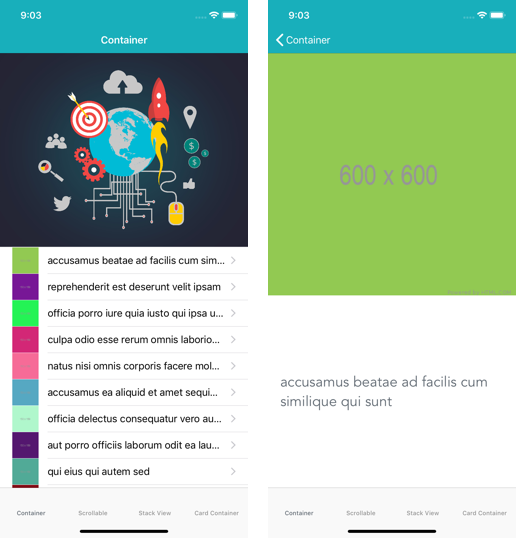 9:03
Container
$
$
$
accusamus beatae ad facilis cum sim...
reprehenderit est deserunt velit ipsam
officia porro iure quia iusto qui ipsa u...
culpa odio esse rerum omnis laborio...
natus nisi omnis corporis facere mol...
accusamus ea aliquid et amet sequi...
officia delectus consequatur vero au...
aut porro officiis laborum odit ea lau...
qui eius qui autem sed
Container Scrollable Stack View Card Container
9:03
Container
600 x 600
accusamus beatae ad facilis cum
similique qui sunt
Container Scrollable Stack View Card Container